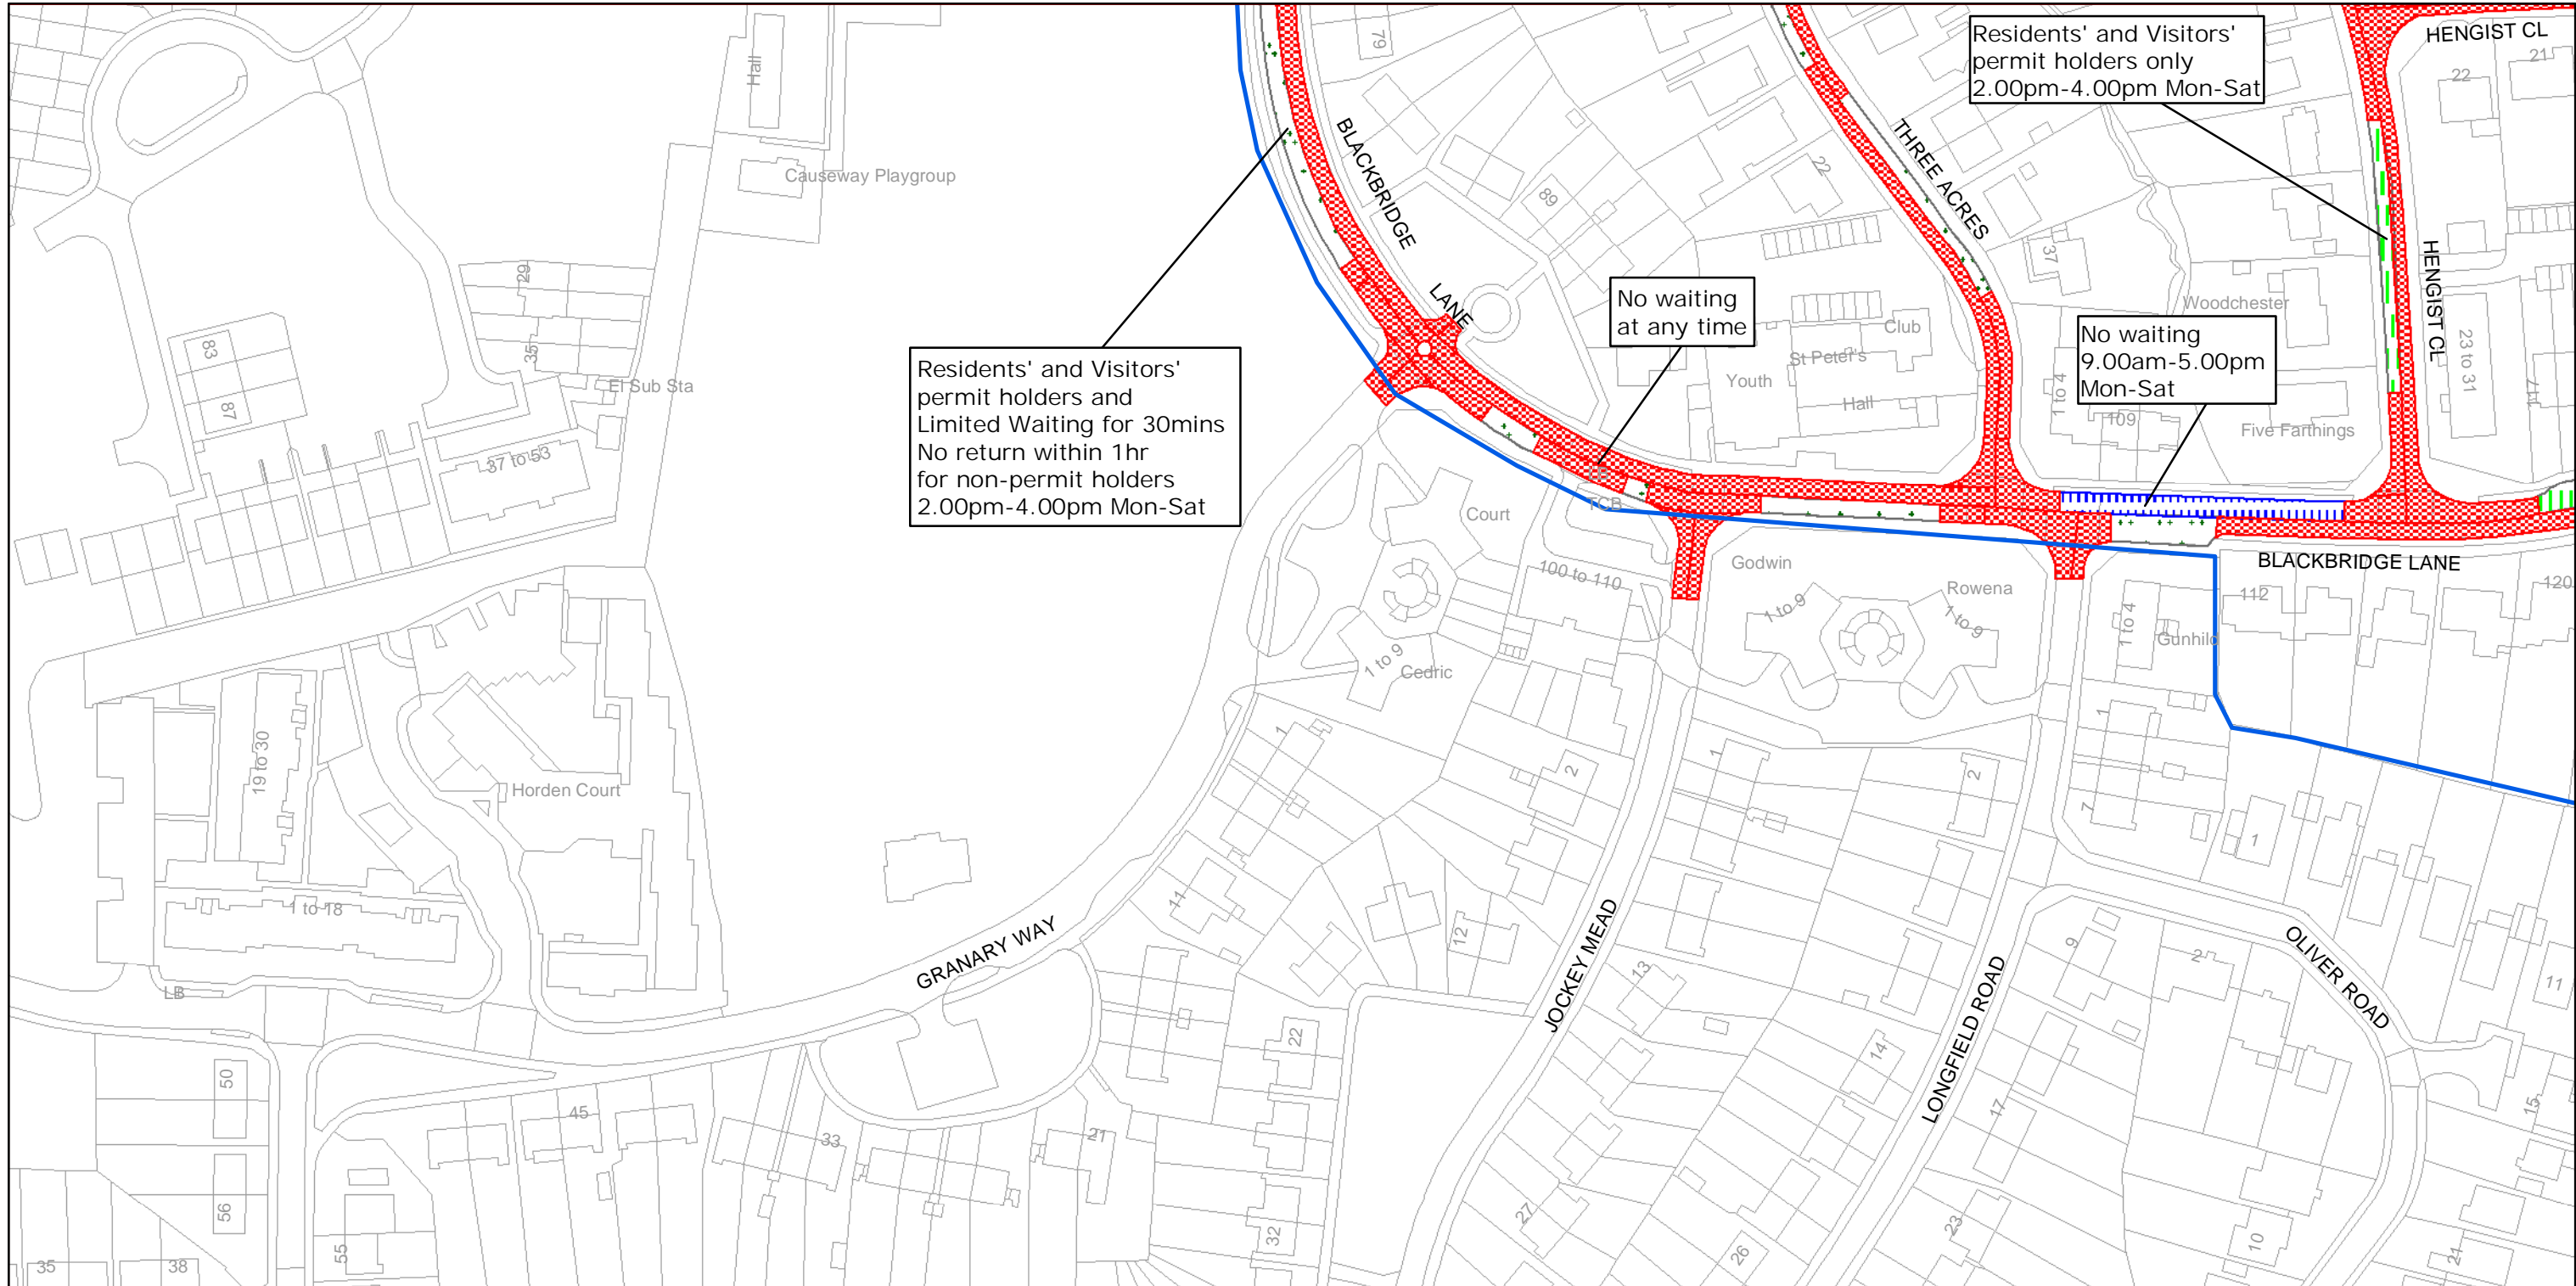 Residents' and Visitors'
permit holders only
2.00pm-4.00pm Mon-Sat
HENGIST CL
21
22
79
Hall
Causeway Playgroup
BLACKBRIDGE
LANE
THREE ACRES
22
89
37
Woodchester
HENGIST CL
23 to 31
117
29
35
El Sub Sta
83
87
37 to 53
No waiting
at any time
No waiting
9.00am-5.00pm
Mon-Sat
Club
St Peter's
Youth
Hall
1 to 4
109
Five Farthings
Residents' and Visitors'
permit holders and
Limited Waiting for 30mins
No return within 1hr
for non-permit holders
2.00pm-4.00pm Mon-Sat
Court
TCB
Godwin
Rowena
100 to 110
1 to 9
1 to 9
1 to 9
Cedric
1 to 4
Gunhild
BLACKBRIDGE LANE
112
120
19 to 30
Horden Court
1 to 18
LB
GRANARY WAY
1
11
2
12
1
2
1
7
1
JOCKEY MEAD
LONGFIELD ROAD
OLIVER ROAD
13
14
17
9
2
11
15
22
50
56
45
33
21
32
27
26
23
10
21
35
38
55